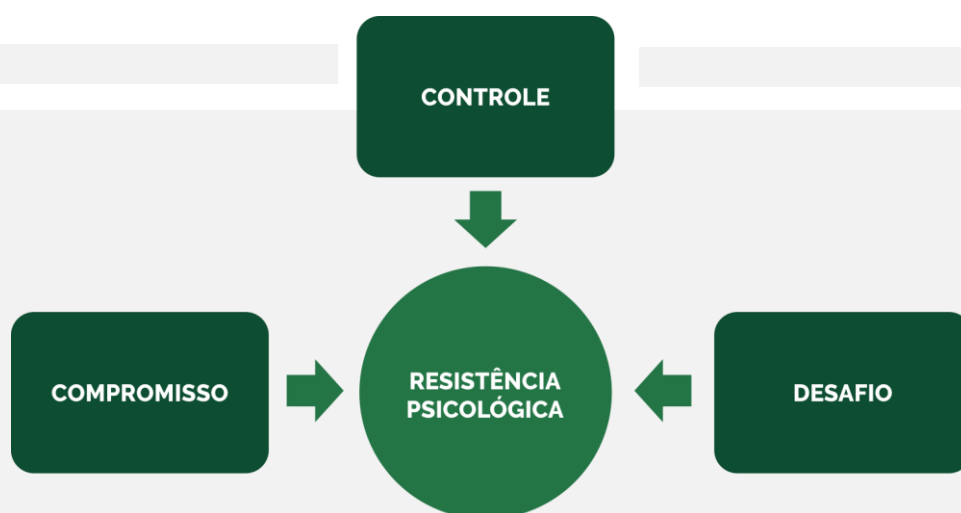 CONTROLE
COMPROMISSO
RESISTÊNCIA
PSICOLÓGICA
DESAFIO